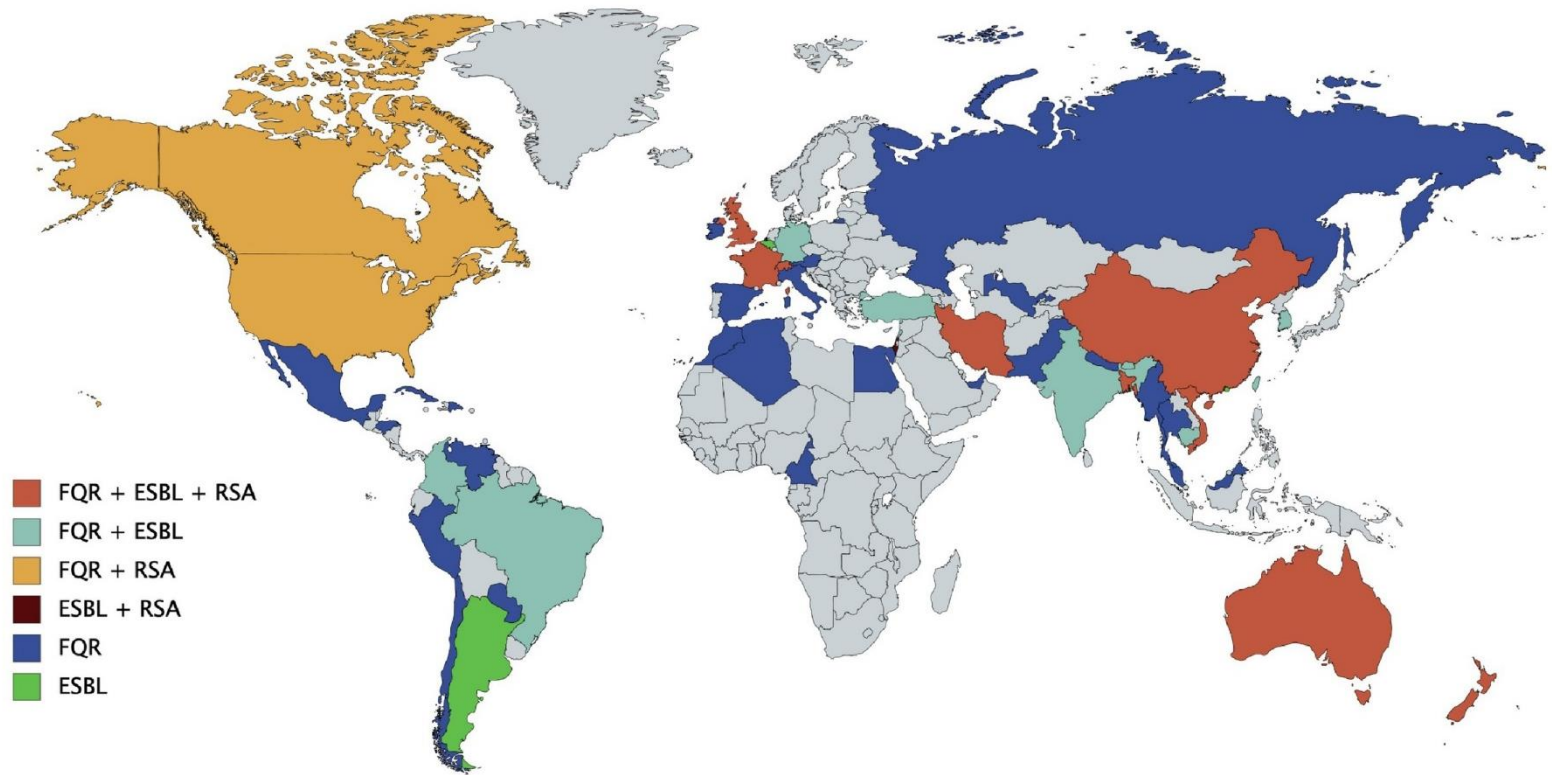 FQR + ESBL + RSA
FQR + ESBL
FQR + RSA
ESBL + RSA
FQR
ESBL